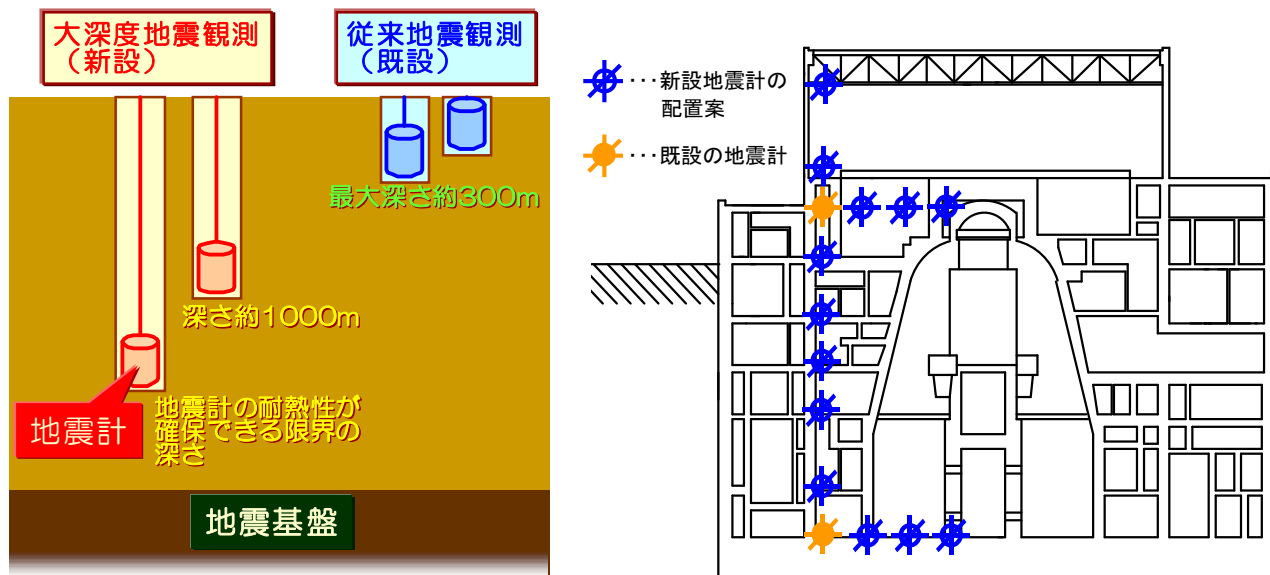 大深度地震観測
（新設）
従来地震観測
（既設）
最大深さ約300m
深さ約1000m
地震計
地震計の耐熱性が
確保できる限界の
深さ
地震基盤
･･･新設地震計の
配置案
･･･既設の地震計